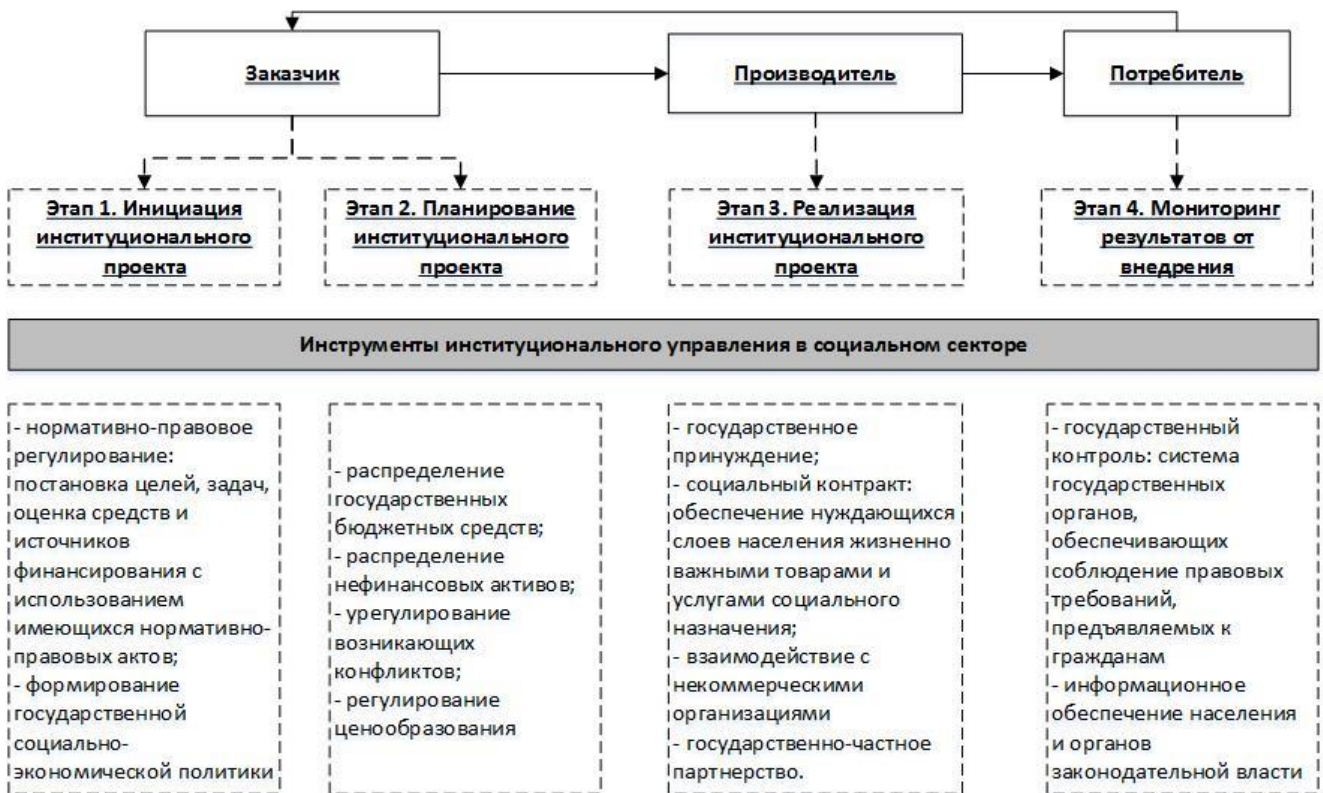 Заказчик
Производитель
Потребитель
Этап 1. Инициация
институционального
проекта
Этап 2. Планирование
институционального
проекта
Этап 3. Реализация
институционального
проекта
Этап 4. Мониторинг
результатов от
внедрения
Инструменты институционального управления в социальном секторе
- нормативно-правовое
регулирование:
постановка целей, задач,
оценка средств и
источников
финансирования с
использованием
имеющихся нормативно-
правовых актов;
- формирование
государственной
социально-
экономической политики
- распределение
государственных
бюджетных средств;
- распределение
нефинансовых активов;
- урегулирование
возникающих
конфликтов;
- регулирование
ценообразования
- государственное
принуждение;
- социальный контракт:
обеспечение нуждающихся
слоев населения жизненно
важными товарами и
услугами социального
назначения;
- взаимодействие с
некоммерческими
организациями
- государственно-частное
партнерство.
- государственный
контроль: система
государственных
органов,
обеспечивающих
соблюдение правовых
требований,
предъявляемых к
гражданам
- информационное
обеспечение населения
и органов
законодательной власти